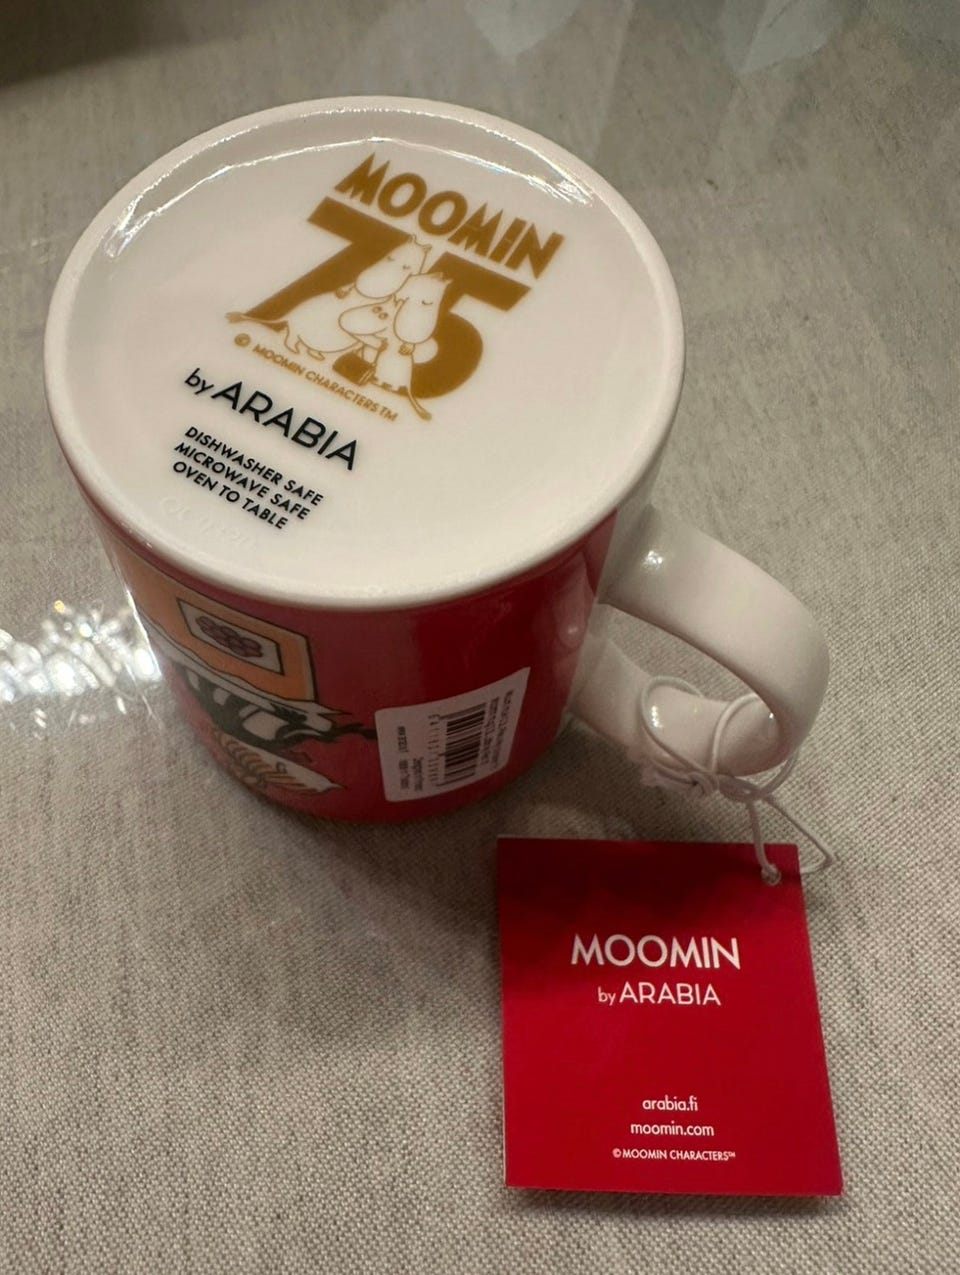 MOOMIN
75
© MOOMIN CHARACTERS™
by ARABIA
DISHWASHER SAFE
MICROWAVE SAFE
OVEN TO TABLE
MOOMIN
by ARABIA
arabia.fi
moomin.com
© MOOMIN CHARACTERS™